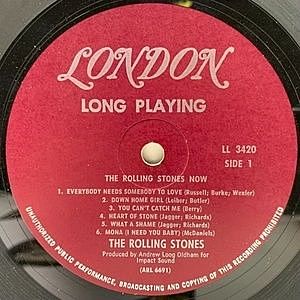 LONDON
LONG PLAYING
LL 3420
SIDE 1
THE ROLLING STONES NOW
1. EVERYBODY NEEDS SOMEBODY TO LOVE (Russell; Burke; Wexler)
2. DOWN HOME GIRL (Leiber; Butler)
3. YOU CAN'T CATCH ME (Berry)
4. HEART OF STONE (Jagger; Richards)
5. WHAT A SHAME (Jagger; Richards)
6. MONA (I NEED YOU BABY) (McDaniels)
THE ROLLING STONES
Produced by Andrew Loog Oldham for
Impact Sound
(ARL 6691)
UNAUTHORIZED PUBLIC PERFORMANCE, BROADCASTING AND COPYING OF THIS RECORD PROHIBITED